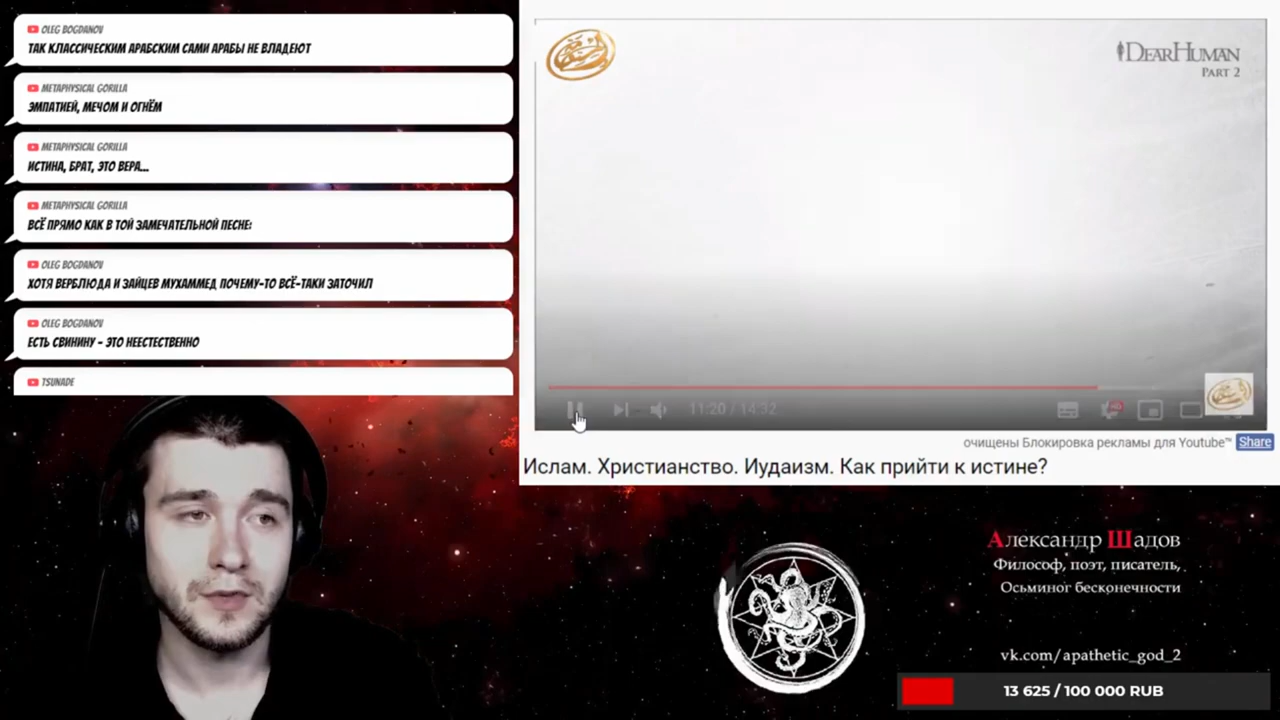 OLEG BOGDANOV
ТАК КЛАССИЧЕСКИМ АРАБСКИМ САМИ АРАБЫ НЕ ВЛАДЕЮТ
METAPHYSICAL GORILLA
ЭМПАТИЕЙ, МЕЧОМ И ОГНЁМ
METAPHYSICAL GORILLA
ИСТИНА, БРАТ, ЭТО ВЕРА...
METAPHYSICAL GORILLA
ВСЁ ПРЯМО КАК В ТОЙ ЗАМЕЧАТЕЛЬНОЙ ПЕСНЕ:
OLEG BOGDANOV
ХОТЯ ВЕРБЛЮДА И ЗАЙЦЕВ МУХАММЕД ПОЧЕМУ-ТО ВСЁ-ТАКИ ЗАТОЧИЛ
OLEG BOGDANOV
ЕСТЬ СВИНИНУ - ЭТО НЕЕСТЕСТВЕННО
TSUNADE
DEARHUMAN
PART 2
11:20 / 14:32
HD
очищены Блокировка рекламы для Youtube™ Share
Ислам. Христианство. Иудаизм. Как прийти к истине?
Александр Шадов
Философ, поэт, писатель,
Осьминог бесконечности
vk.com/apathetic_god_2
13 625 / 100 000 RUB